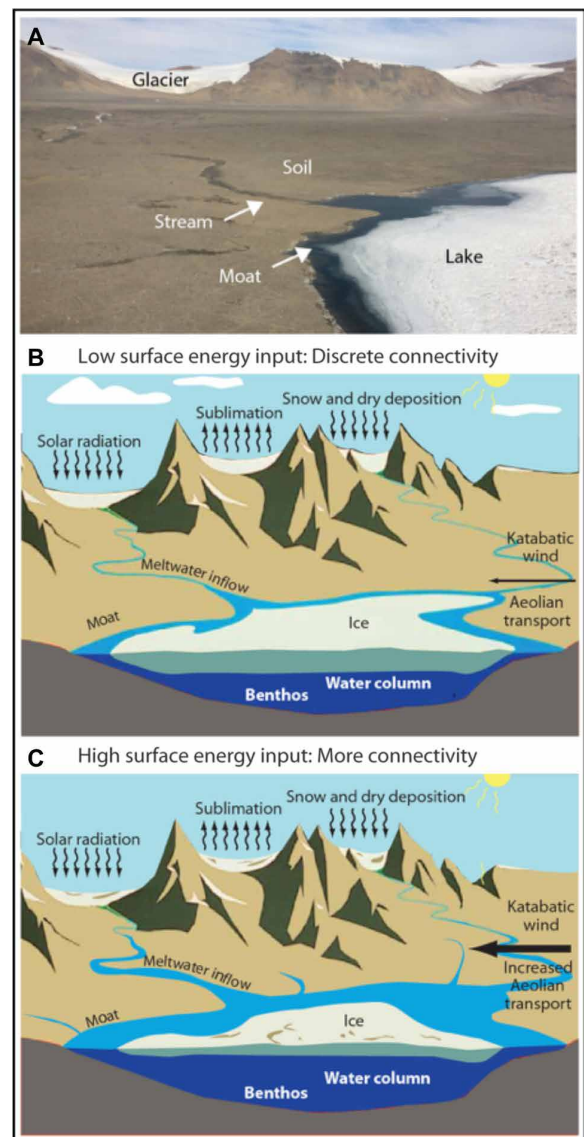 A
Glacier
Soil
Stream
Moat
Lake
B Low surface energy input: Discrete connectivity
Snow and dry deposition
Sublimation
Solar radiation
Katabatic
wind
Meltwater inflow
Aeolian
transport
Moat
Ice
Water column
Benthos
C High surface energy input: More connectivity
Snow and dry deposition
Sublimation
Solar radiation
Katabatic
wind
Meltwater inflow
Increased
Aeolian
transport
Moat
Ice
Water column
Benthos